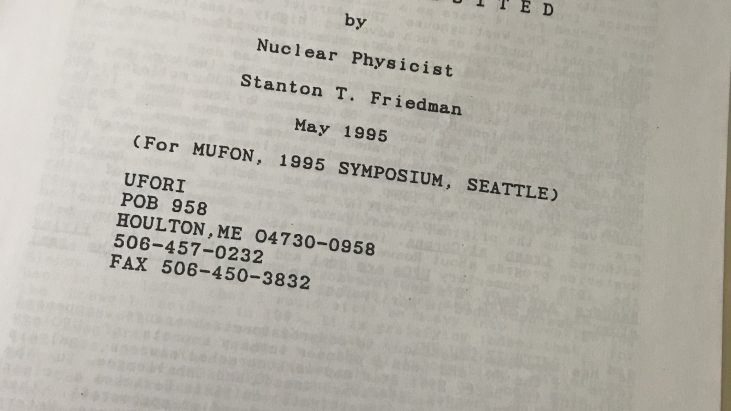 by
Nuclear Physicist
Stanton T. Friedman
May 1995
(For MUFON, 1995 SYMPOSIUM, SEATTLE)
UFORI
POB 958
HOULTON,ME 04730-0958
506-457-0232
FAX 506-450-3832